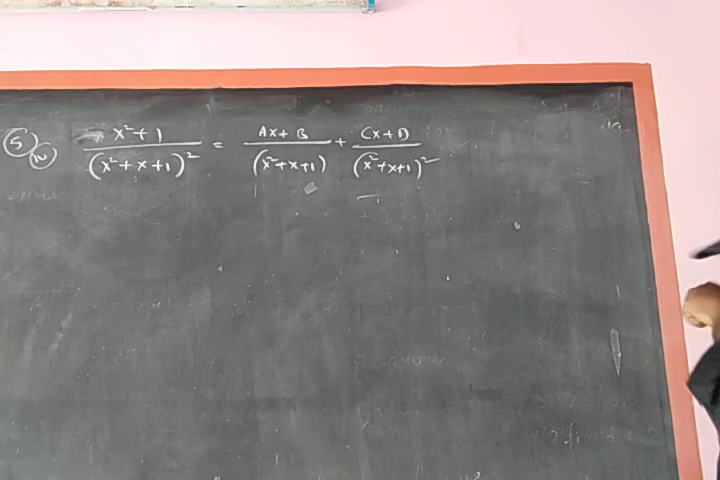 5) iv) x²+1/(x²+x+1)² = Ax+B/(x²+x+1) + Cx+D/(x²+x+1)²